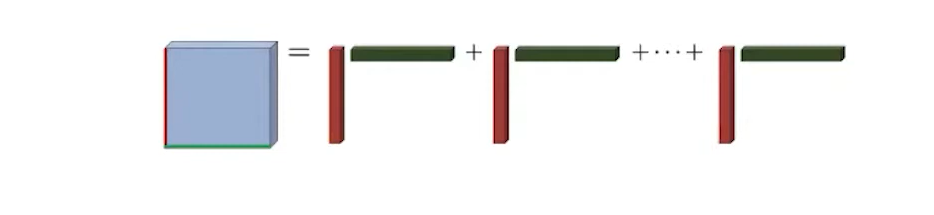 = + + ··· +